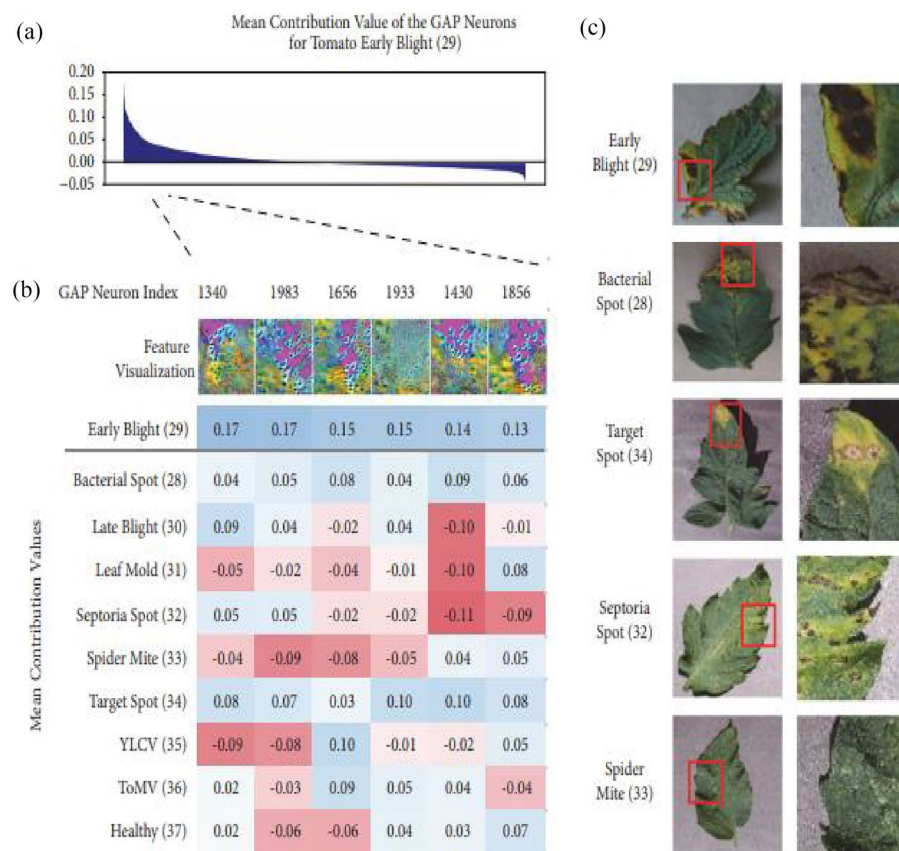 (a)
Mean Contribution Value of the GAP Neurons
for Tomato Early Blight (29)
0.20
0.15
0.10
0.05
0.00
−0.05
(b)
GAP Neuron Index 1340 1983 1656 1933 1430 1856
Feature
Visualization
Mean Contribution Values
Early Blight (29) 0.17 0.17 0.15 0.15 0.14 0.13
Bacterial Spot (28) 0.04 0.05 0.08 0.04 0.09 0.06
Late Blight (30) 0.09 0.04 -0.02 0.04 -0.10 -0.01
Leaf Mold (31) -0.05 -0.02 -0.04 -0.01 -0.10 0.08
Septoria Spot (32) 0.05 0.05 -0.02 -0.02 -0.11 -0.09
Spider Mite (33) -0.04 -0.09 -0.08 -0.05 0.04 0.05
Target Spot (34) 0.08 0.07 0.03 0.10 0.10 0.08
YLCV (35) -0.09 -0.08 0.10 -0.01 -0.02 0.05
ToMV (36) 0.02 -0.03 0.09 0.05 0.04 -0.04
Healthy (37) 0.02 -0.06 -0.06 0.04 0.03 0.07
(c)
Early
Blight (29)
Bacterial
Spot (28)
Target
Spot (34)
Septoria
Spot (32)
Spider
Mite (33)